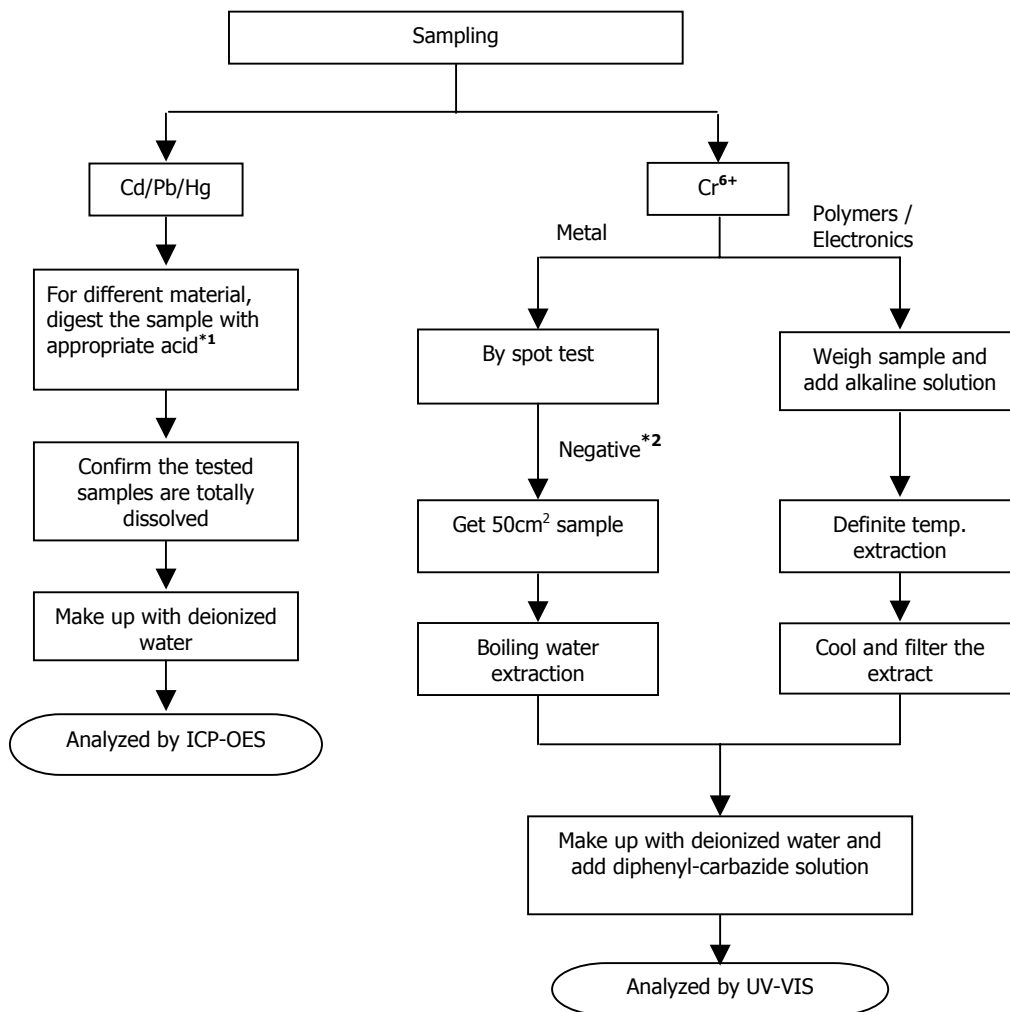 Sampling
Cd/Pb/Hg
For different material,
digest the sample with
appropriate acid*1
Confirm the tested
samples are totally
dissolved
Make up with deionized
water
Analyzed by ICP-OES
Cr6+
Metal
Polymers /
Electronics
By spot test
Negative*2
Get 50cm2 sample
Boiling water
extraction
Weigh sample and
add alkaline solution
Definite temp.
extraction
Cool and filter the
extract
Make up with deionized water and
add diphenyl-carbazide solution
Analyzed by UV-VIS